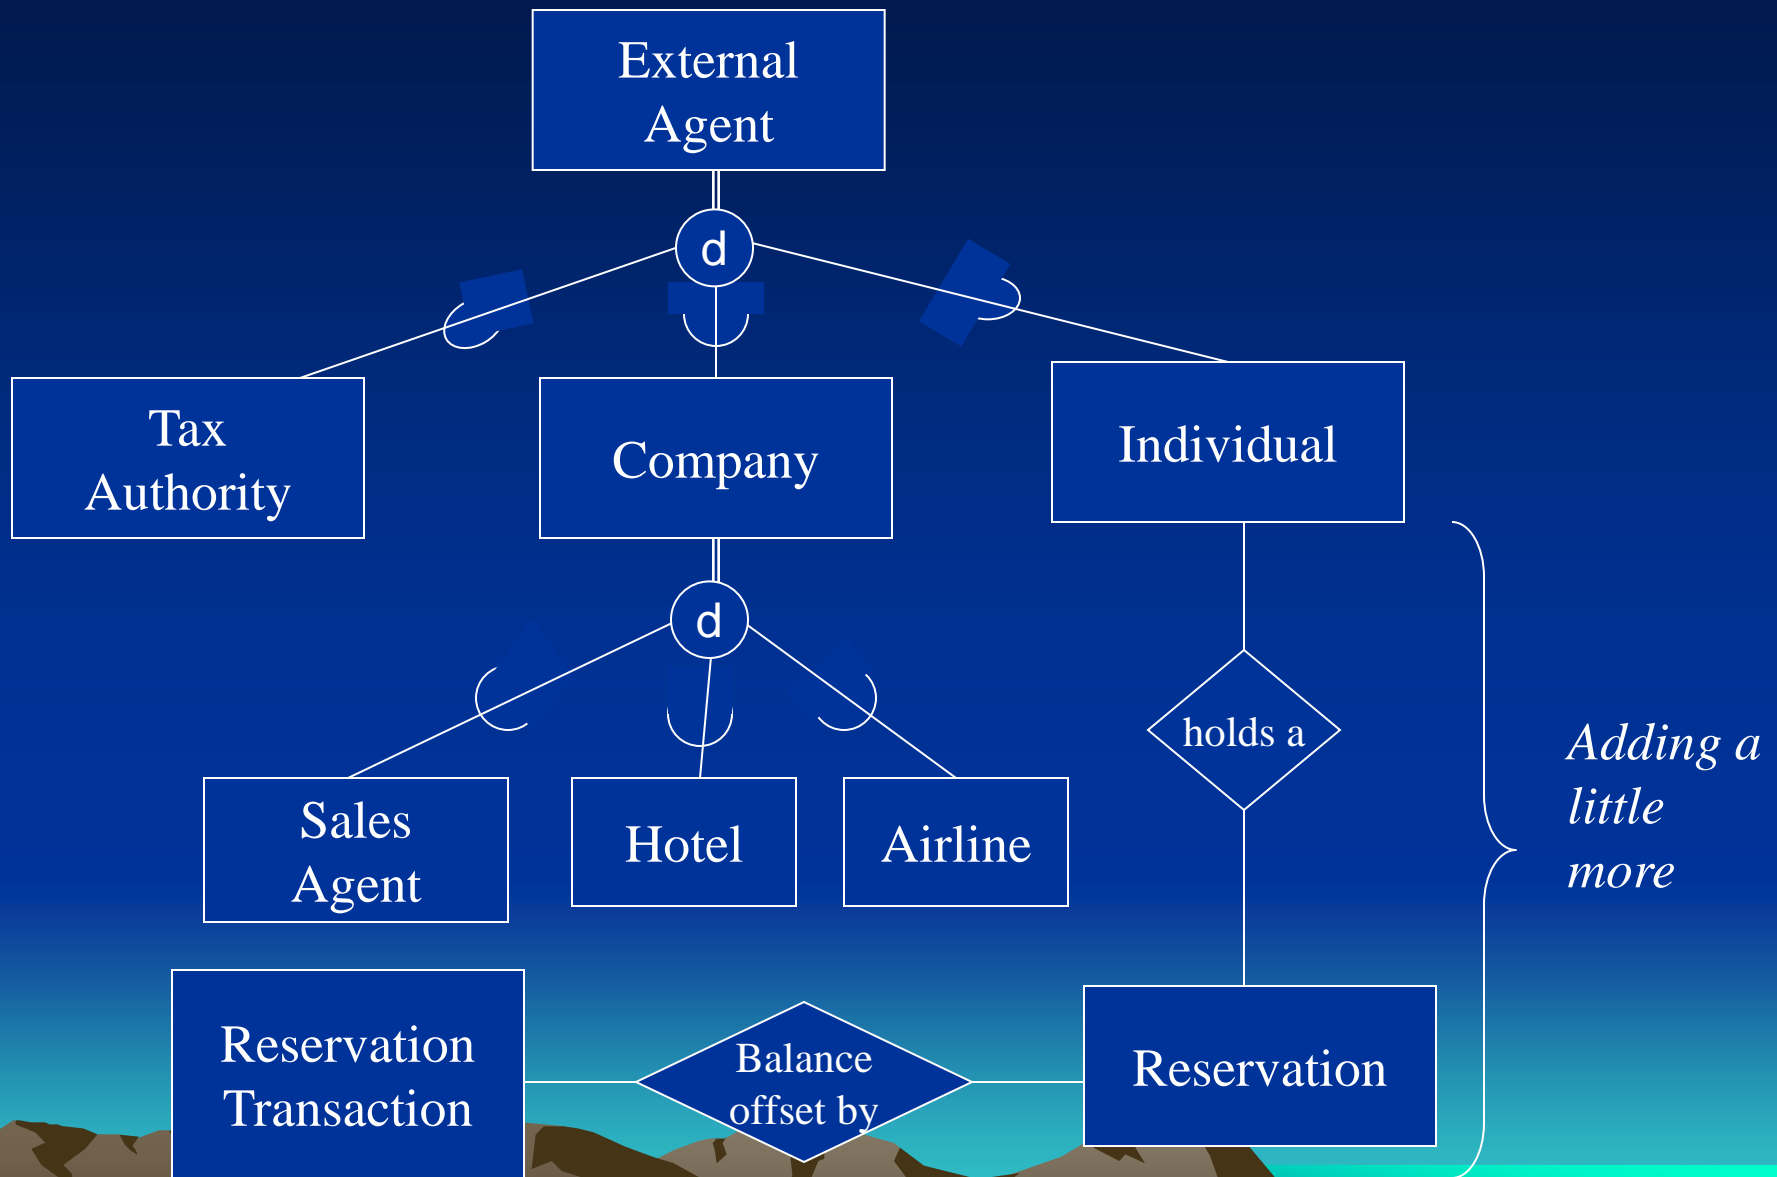 External
Agent
d
Tax
Authority
Company
Individual
d
holds a
Adding a
little
more
Sales
Agent
Hotel
Airline
Reservation
Transaction
Balance
offset by
Reservation